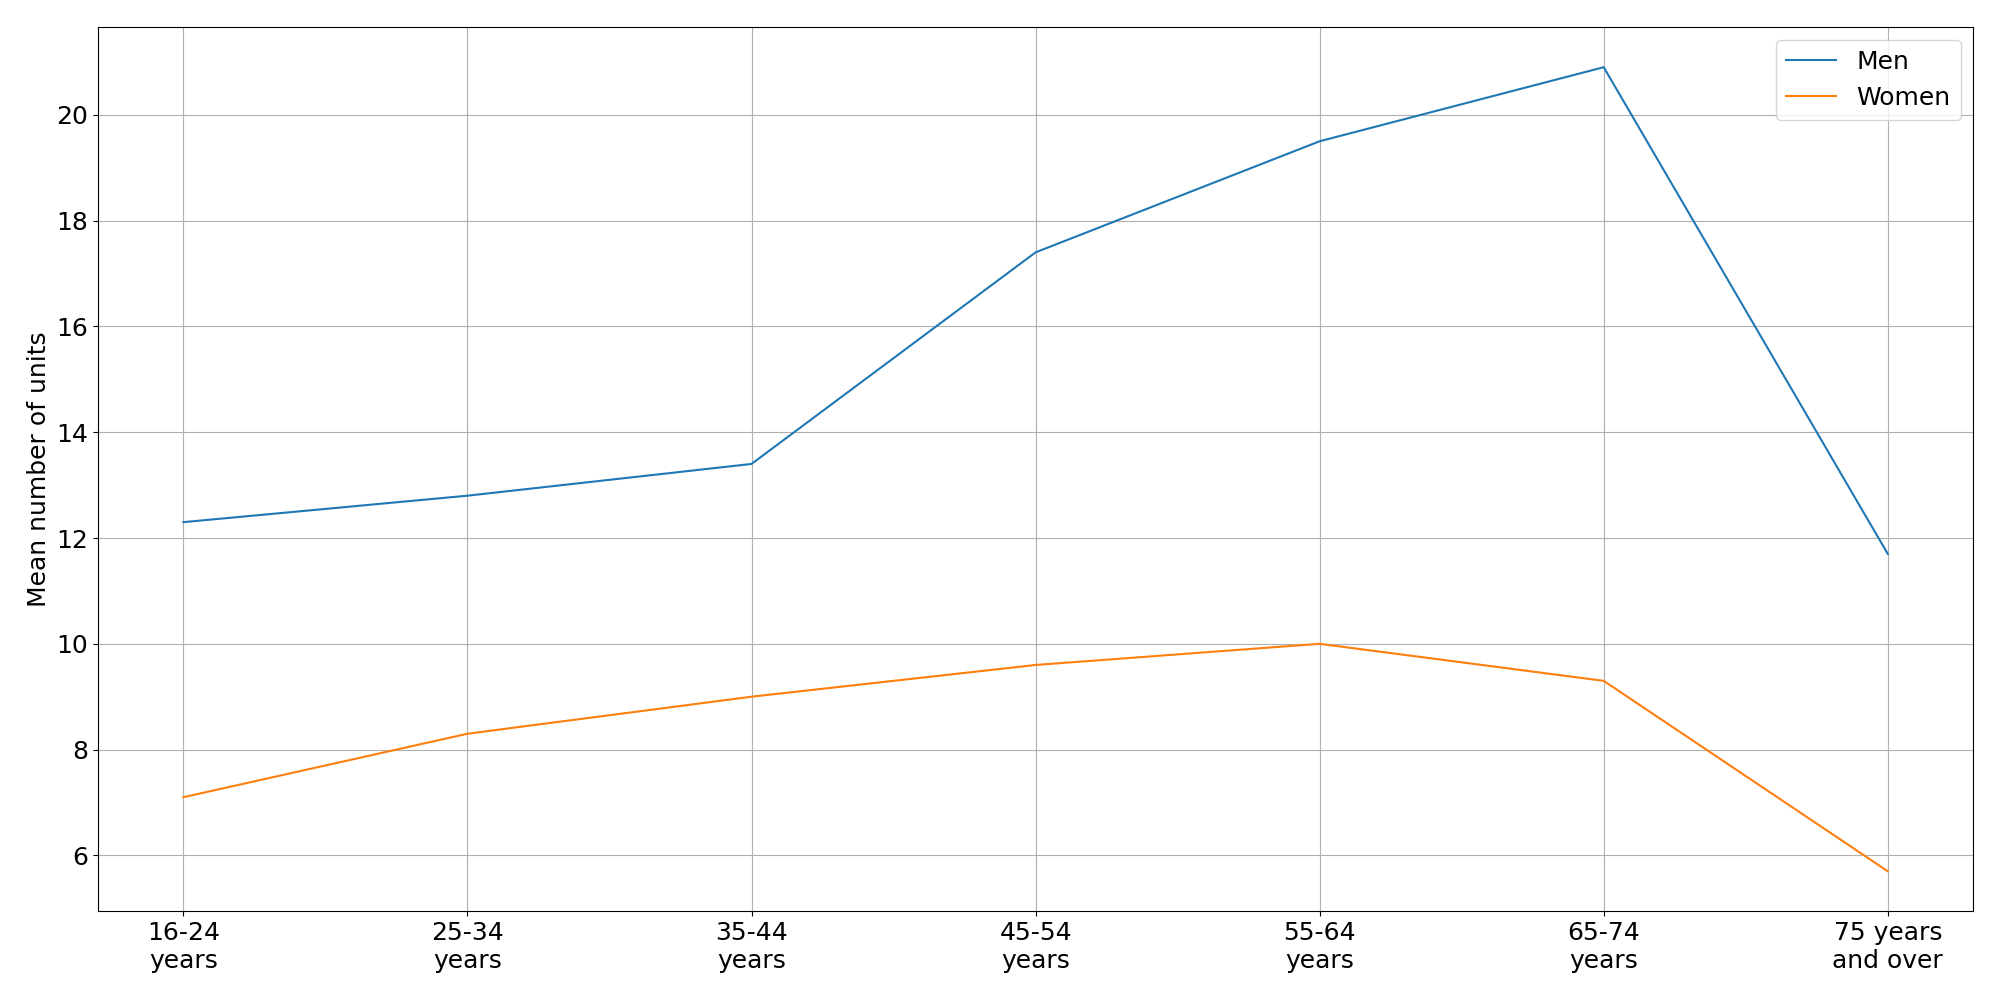 Men
Women
Mean number of units
20
18
16
14
12
10
8
6
16-24
years
25-34
years
35-44
years
45-54
years
55-64
years
65-74
years
75 years
and over